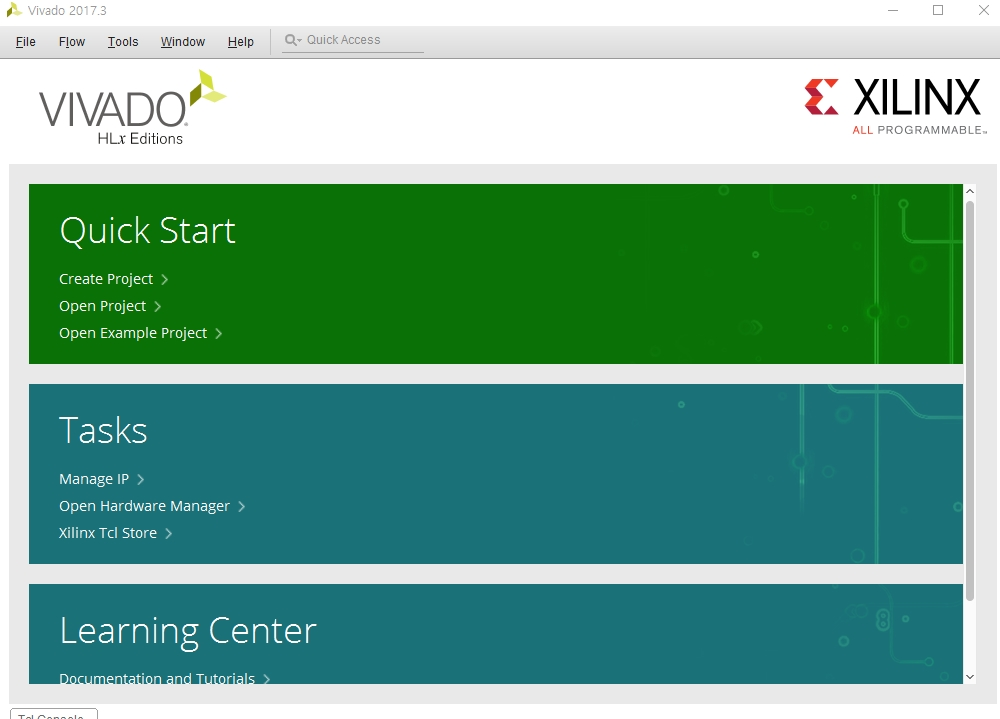 Vivado 2017.3
File Flow Tools Window Help Quick Access
VIVADO
HLx Editions
XILINX
ALL PROGRAMMABLE™
Quick Start
Create Project
Open Project
Open Example Project
Tasks
Manage IP
Open Hardware Manager
Xilinx Tcl Store
Learning Center
Documentation and Tutorials
Tcl Console